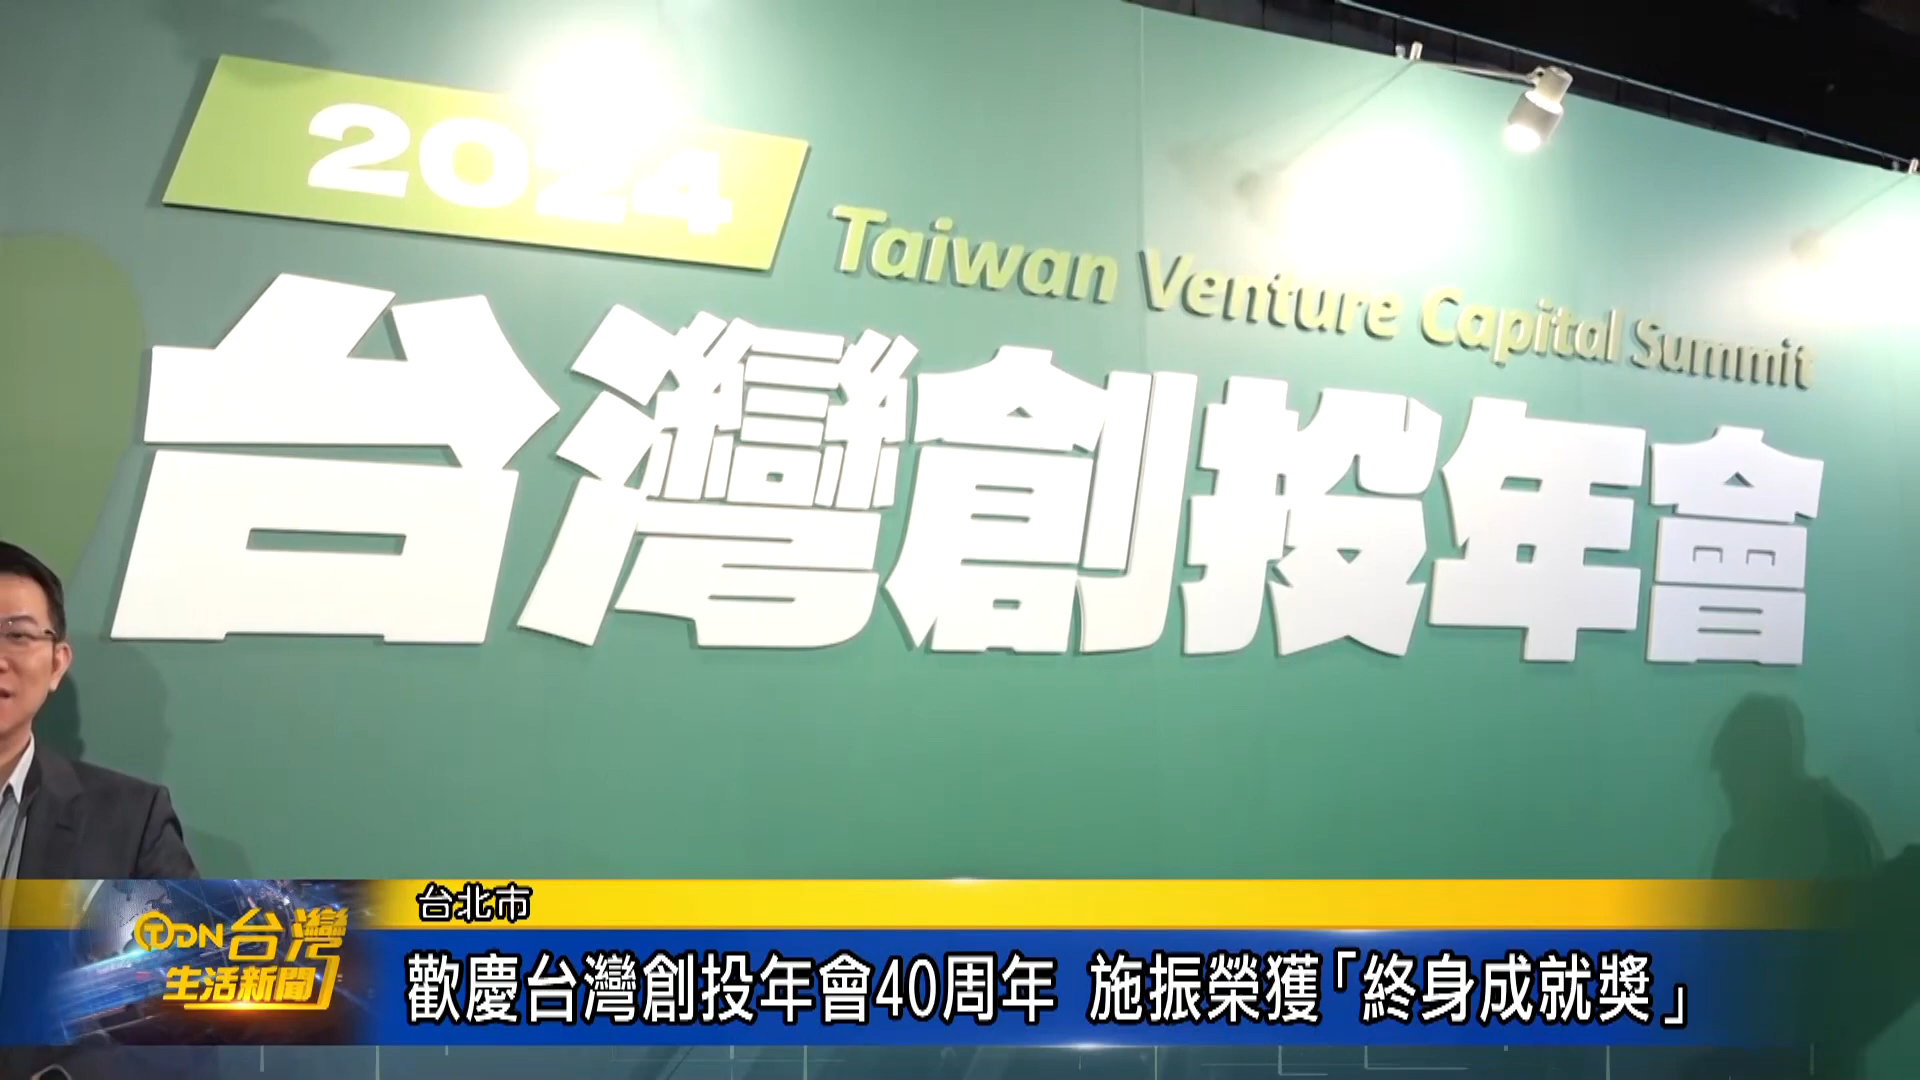 2024
Taiwan Venture Capital Summit
台灣創投年會
台北市
TDN台灣
生活新聞
歡慶台灣創投年會40周年 施振榮獲「終身成就獎」